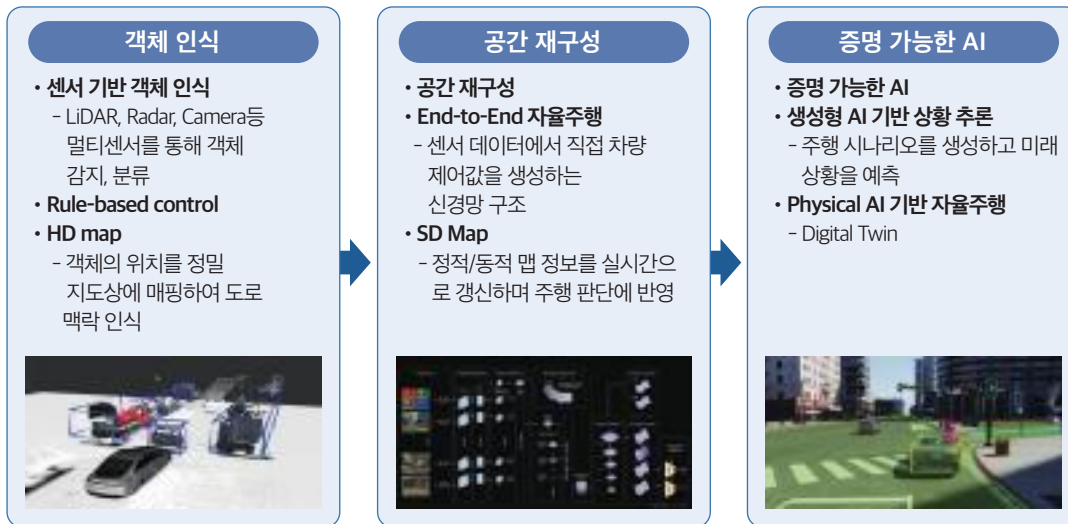 객체 인식
• 센서 기반 객체 인식
- LiDAR, Radar, Camera등
멀티센서를 통해 객체
감지, 분류
• Rule-based control
• HD map
- 객체의 위치를 정밀
지도상에 매핑하여 도로
맥락 인식
공간 재구성
• 공간 재구성
• End-to-End 자율주행
- 센서 데이터에서 직접 차량
제어값을 생성하는
신경망 구조
• SD Map
- 정적/동적 맵 정보를 실시간으
로 갱신하며 주행 판단에 반영
증명 가능한 AI
• 증명 가능한 AI
• 생성형 AI 기반 상황 추론
- 주행 시나리오를 생성하고 미래
상황을 예측
• Physical AI 기반 자율주행
- Digital Twin